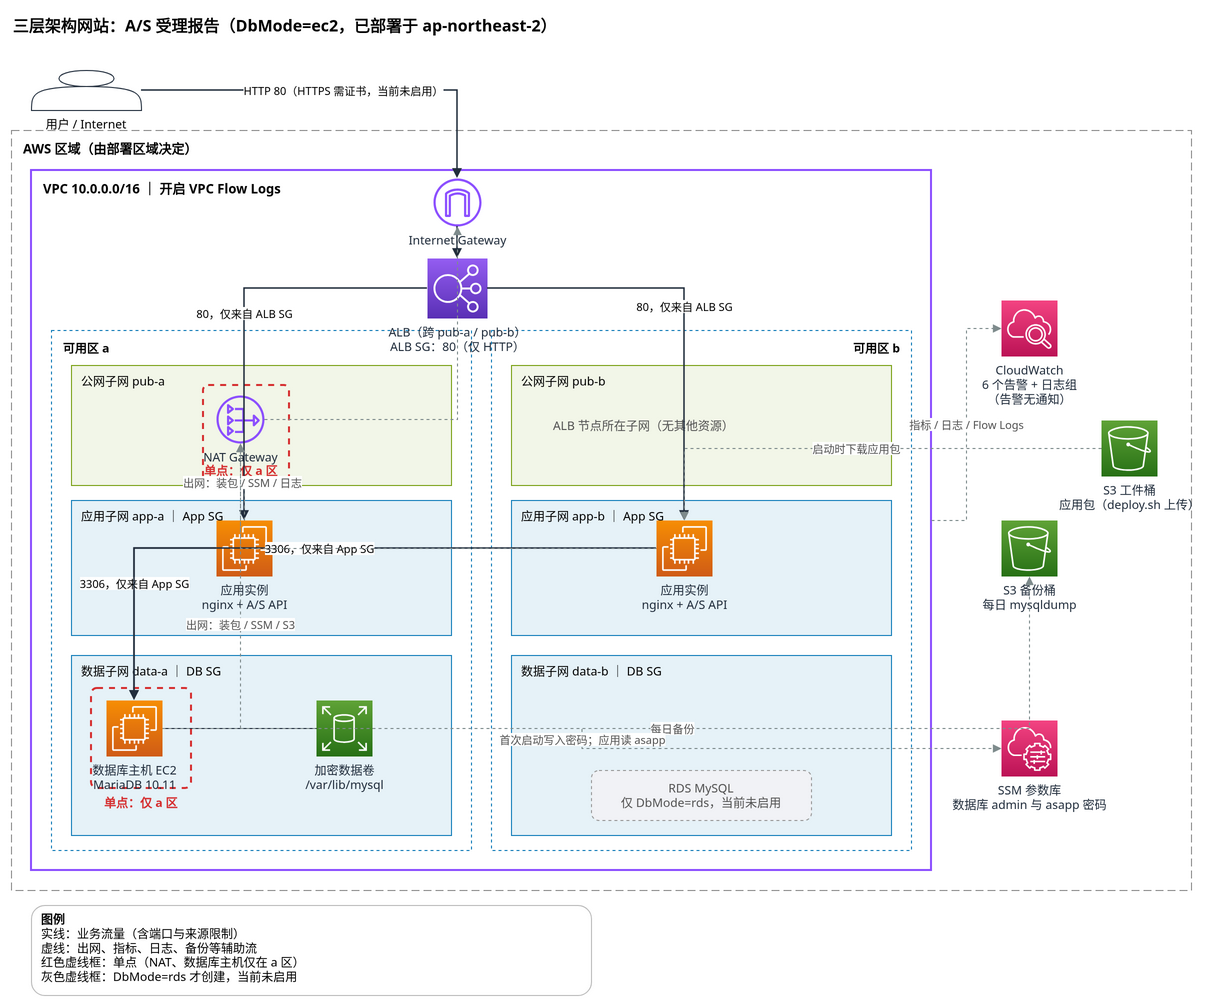 三层架构网站：A/S 受理报告（DbMode=ec2，已部署于 ap-northeast-2）
HTTP 80（HTTPS 需证书，当前未启用）
用户 / Internet
AWS 区域（由部署区域决定）
VPC 10.0.0.0/16 ｜ 开启 VPC Flow Logs
Internet Gateway
80，仅来自 ALB SG
80，仅来自 ALB SG
ALB（跨 pub-a / pub-b）
ALB SG：80（仅 HTTP）
可用区 a
可用区 b
CloudWatch
6 个告警 + 日志组
（告警无通知）
公网子网 pub-a
公网子网 pub-b
ALB 节点所在子网（无其他资源）
指标 / 日志 / Flow Logs
启动时下载应用包
NAT Gateway
单点：仅 a 区
出网：装包 / SSM / 日志
S3 工件桶
应用包（deploy.sh 上传）
应用子网 app-a ｜ App SG
应用子网 app-b ｜ App SG
3306，仅来自 App SG
3306，仅来自 App SG
应用实例
nginx + A/S API
应用实例
nginx + A/S API
S3 备份桶
每日 mysqldump
出网：装包 / SSM / S3
数据子网 data-a ｜ DB SG
数据子网 data-b ｜ DB SG
每日备份
首次启动写入密码；应用读 asapp
数据库主机 EC2
MariaDB 10.11
单点：仅 a 区
加密数据卷
/var/lib/mysql
RDS MySQL
仅 DbMode=rds，当前未启用
SSM 参数库
数据库 admin 与 asapp 密码
图例
实线：业务流量（含端口与来源限制）
虚线：出网、指标、日志、备份等辅助流
红色虚线框：单点（NAT、数据库主机仅在 a 区）
灰色虚线框：DbMode=rds 才创建，当前未启用